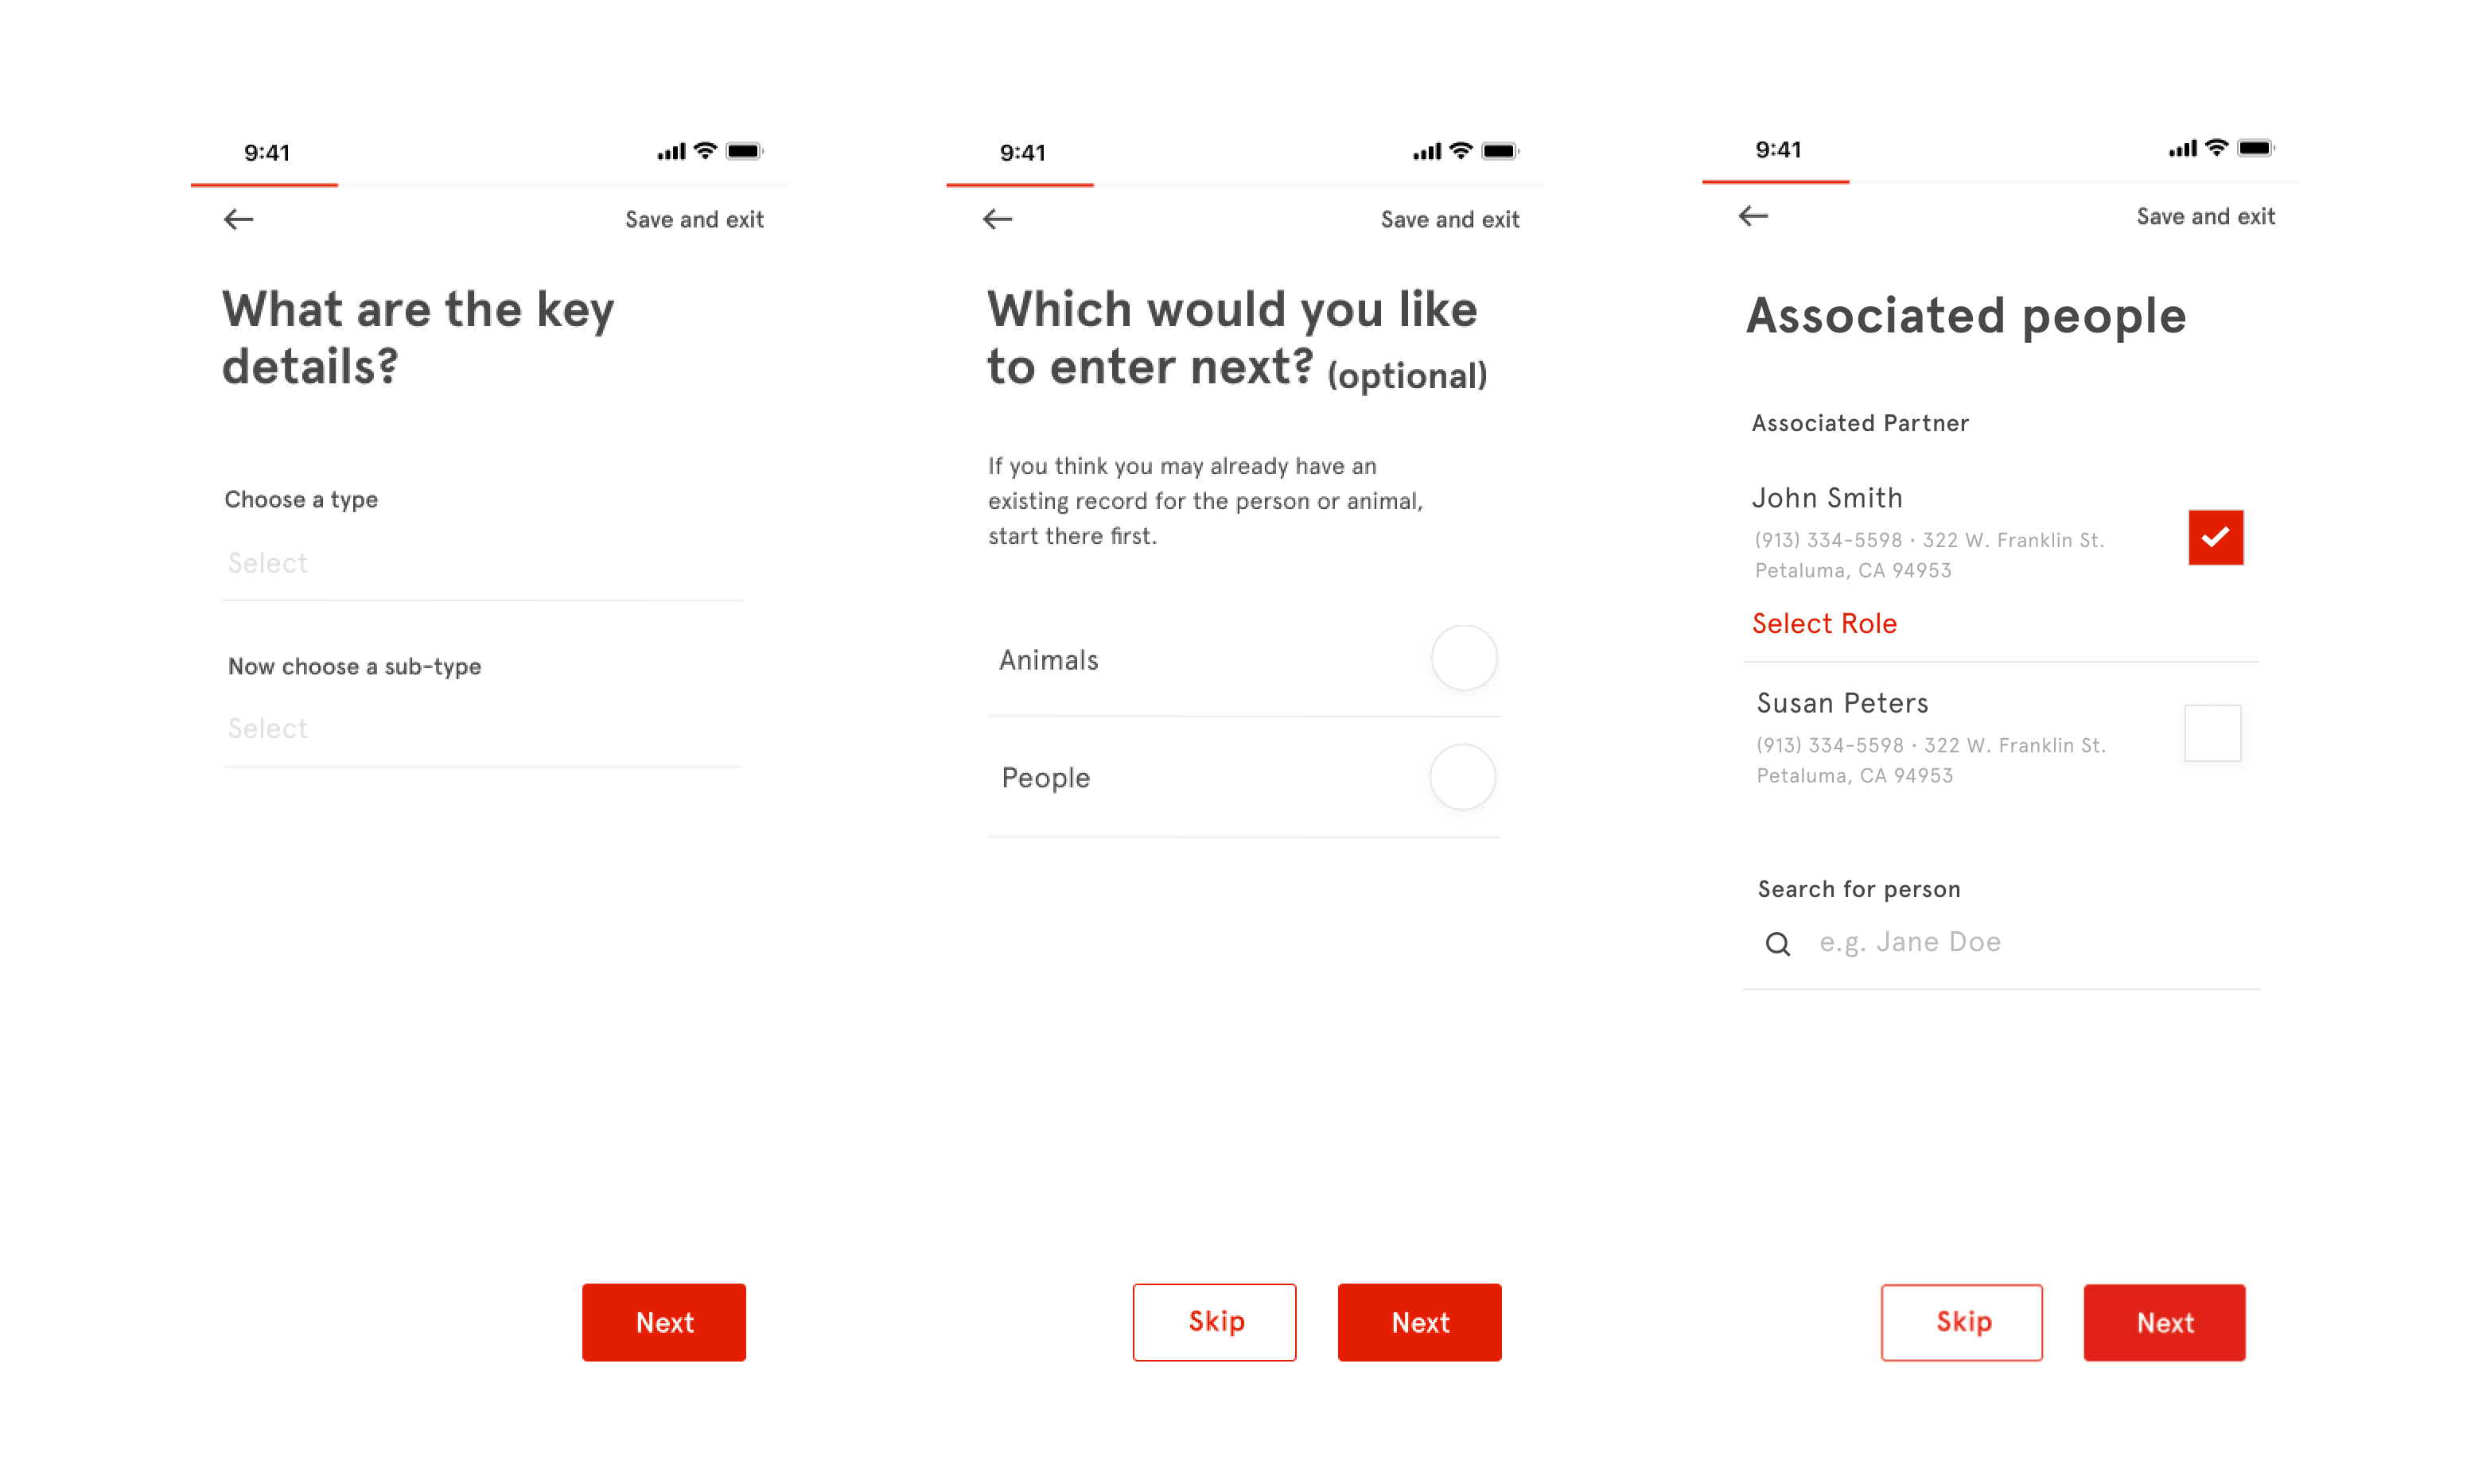 9:41
Save and exit
What are the key
details?
Choose a type
Select
Now choose a sub-type
Select
Next
9:41
Save and exit
Which would you like
to enter next? (optional)
If you think you may already have an
existing record for the person or animal,
start there first.
Animals
People
Skip
Next
9:41
Save and exit
Associated people
Associated Partner
John Smith
(913) 334-5598 · 322 W. Franklin St.
Petaluma, CA 94953
Select Role
Susan Peters
(913) 334-5598 · 322 W. Franklin St.
Petaluma, CA 94953
Search for person
e.g. Jane Doe
Skip
Next